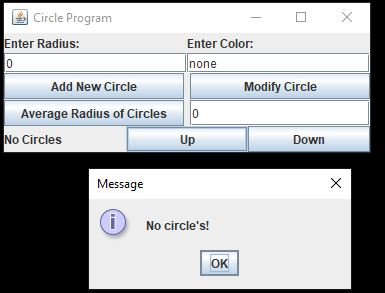 Circle Program
Enter Radius: Enter Color:
0 none
Add New Circle Modify Circle
Average Radius of Circles 0
No Circles Up Down
Message
No circle's!
OK